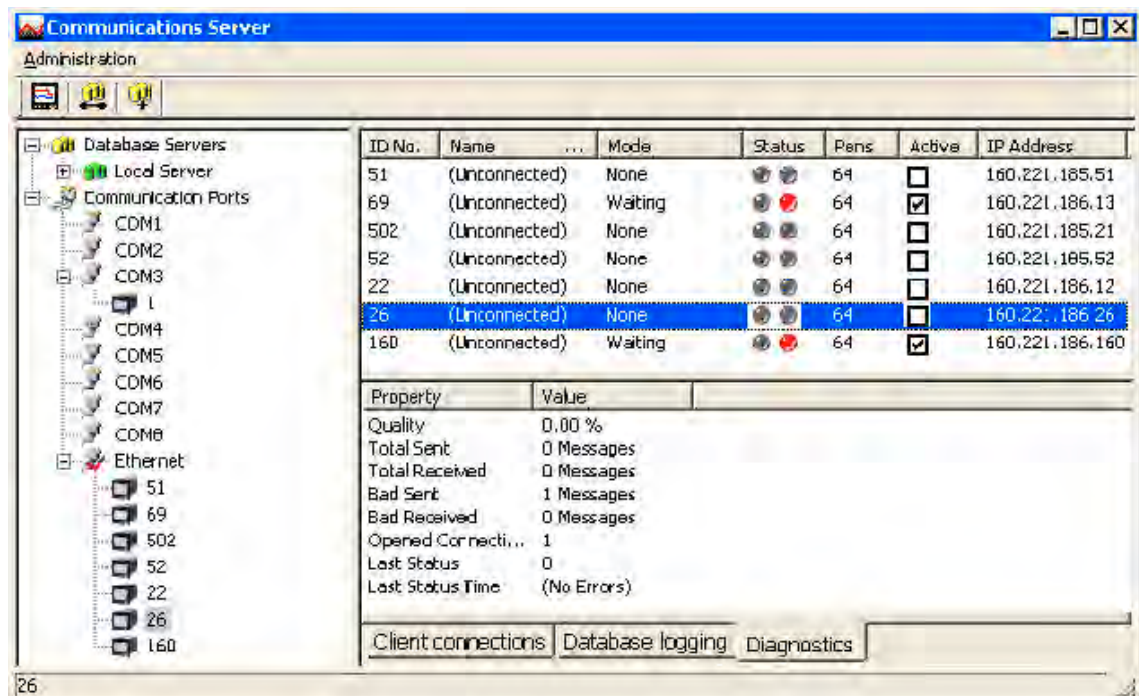 Communications Server
Administration
Database Servers
Local Server
Communication Ports
COM1
COM2
COM3
1
COM4
COM5
COM6
COM7
COM8
Ethernet
51
69
502
52
22
26
160
ID No. Name ... Mode Status Pens Active IP Address
51 (Unconnected) None 64 160.221.185.51
69 (Unconnected) Waiting 64 160.221.186.13
502 (Unconnected) None 64 160.221.185.21
52 (Unconnected) None 64 160.221.185.52
22 (Unconnected) None 64 160.221.186.12
26 (Unconnected) None 64 160.221.186.26
160 (Unconnected) Waiting 64 160.221.186.160
Property Value
Quality 0.00 %
Total Sent 0 Messages
Total Received 0 Messages
Bad Sent 1 Messages
Bad Received 0 Messages
Opened Connecti... 1
Last Status 0
Last Status Time (No Errors)
Client connections Database logging Diagnostics
26